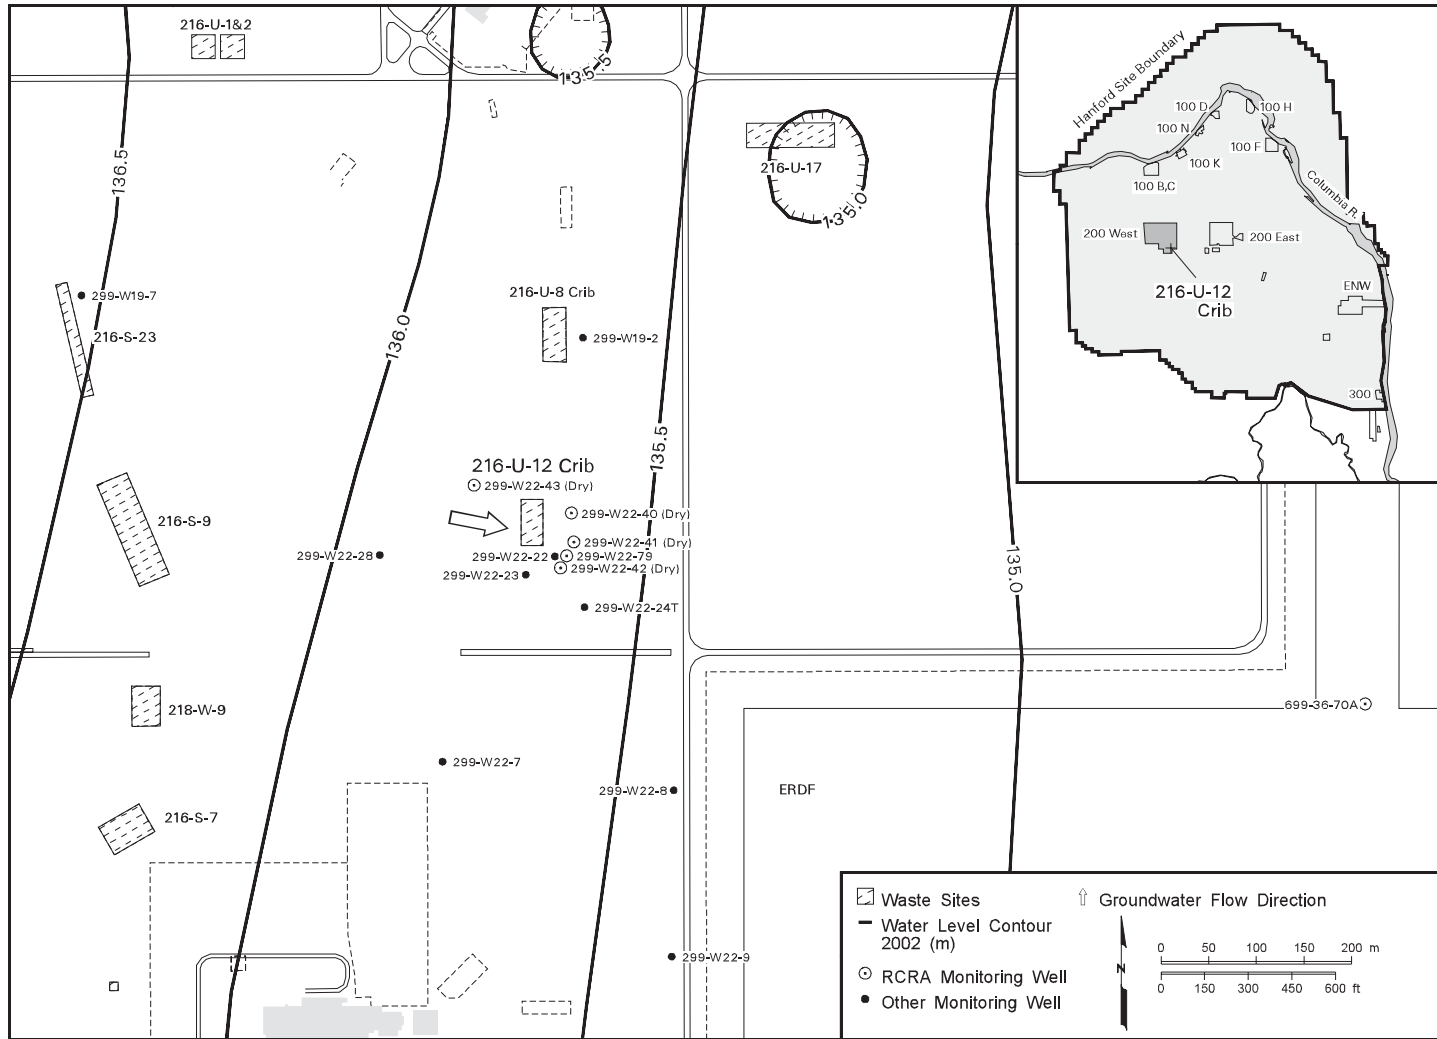 216-U-1&2
135.5
136.5
216-U-17
135.0
299-W19-7
216-S-23
136.0
216-U-8 Crib
299-W19-2
135.5
216-U-12 Crib
299-W22-43 (Dry)
299-W22-40 (Dry)
216-S-9
299-W22-41 (Dry)
299-W22-28
299-W22-22
299-W22-79
299-W22-42 (Dry)
299-W22-23
299-W22-24T
135.0
218-W-9
699-36-70A
299-W22-7
299-W22-8
ERDF
216-S-7
299-W22-9
Hanford Site Boundary
100 D
100 H
100 N
100 F
100 K
100 B,C
Columbia R.
200 West
200 East
216-U-12
Crib
ENW
300
Waste Sites
Groundwater Flow Direction
Water Level Contour
2002 (m)
RCRA Monitoring Well
Other Monitoring Well
N
0 50 100 150 200 m
0 150 300 450 600 ft